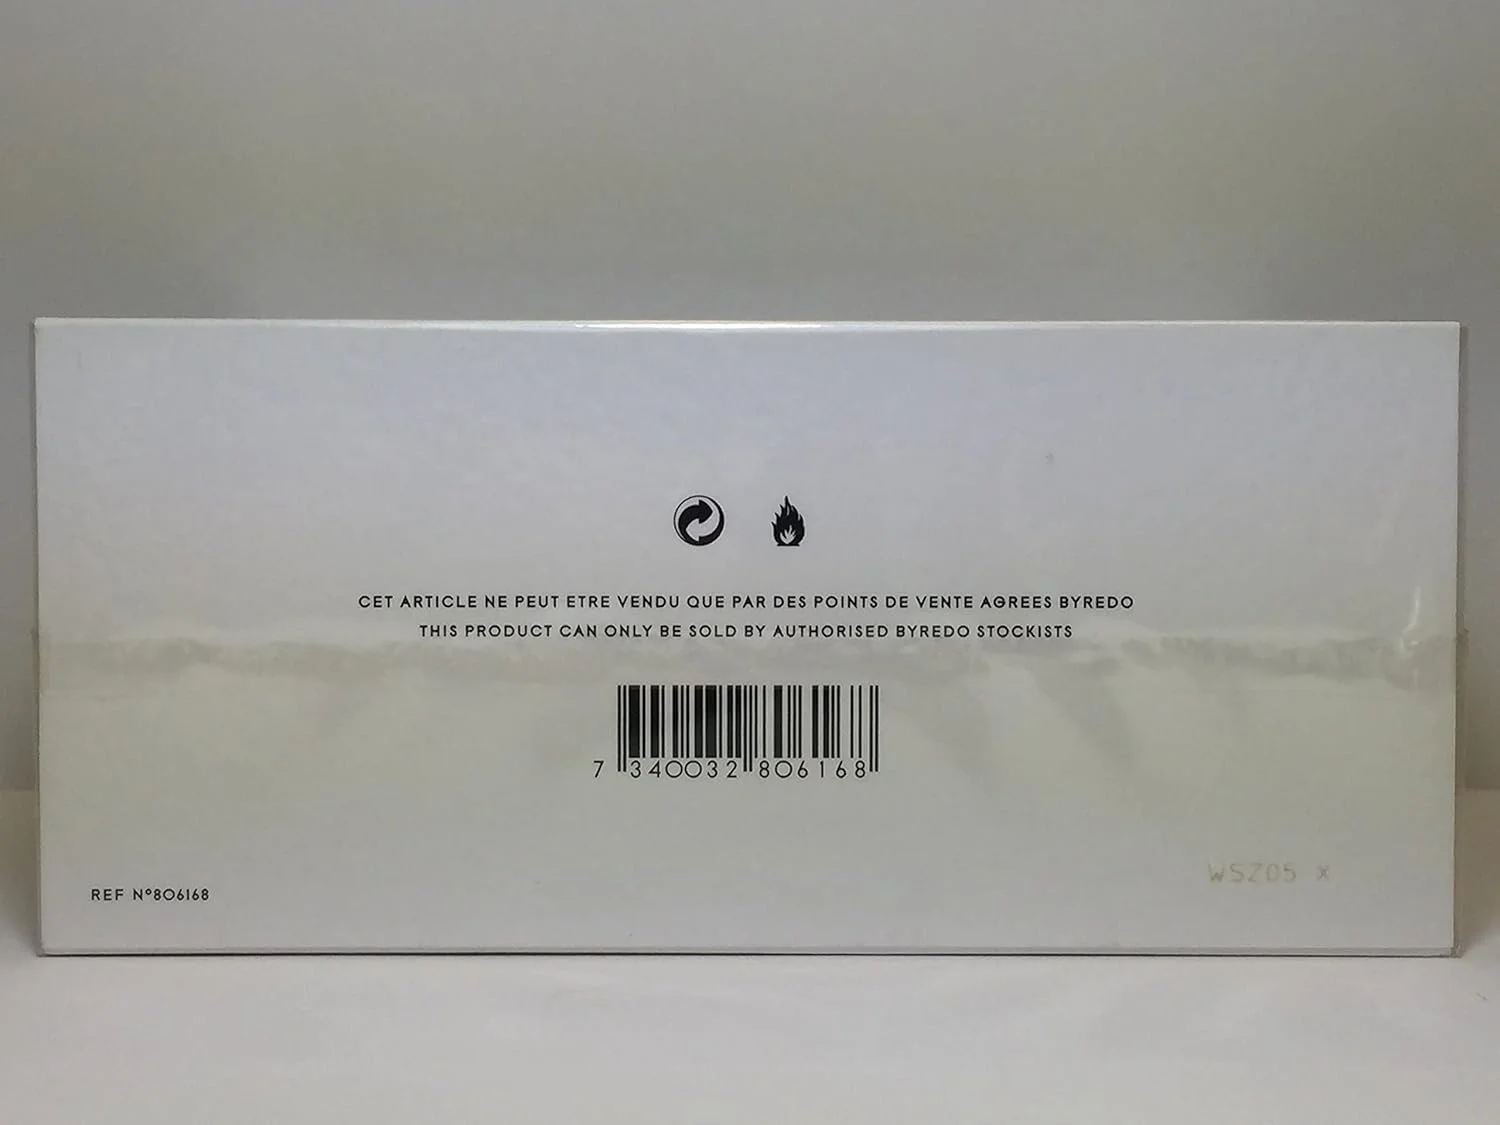 CET ARTICLE NE PEUT ETRE VENDU QUE PAR DES POINTS DE VENTE AGREES BYREDO
THIS PRODUCT CAN ONLY BE SOLD BY AUTHORISED BYREDO STOCKISTS
7 340032 806168
REF Nº806168
WSZ05 X